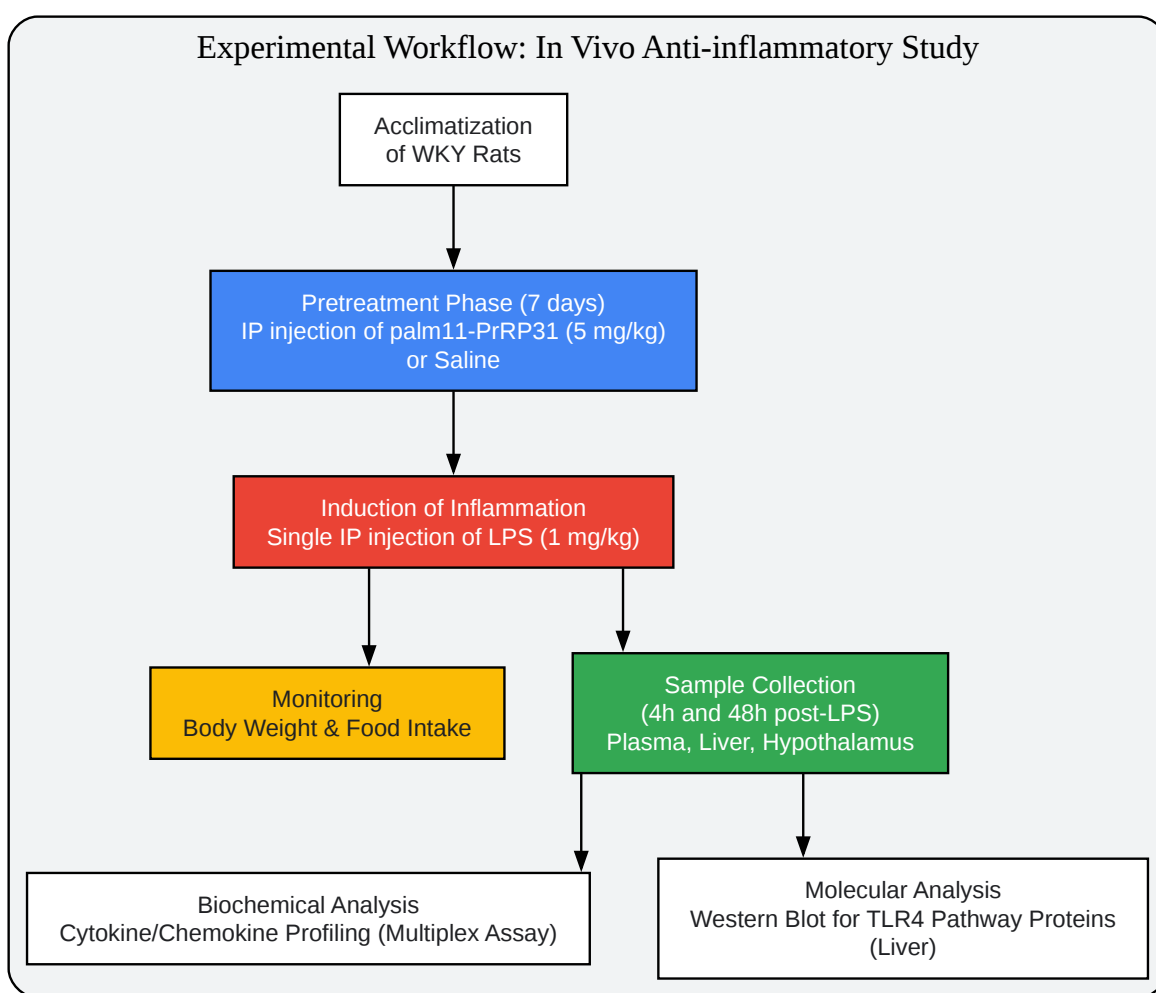 Experimental Workflow: In Vivo Anti-inflammatory Study
Acclimatization
of WKY Rats
Pretreatment Phase (7 days)
IP injection of palm11-PrRP31 (5 mg/kg)
or Saline
Induction of Inflammation
Single IP injection of LPS (1 mg/kg)
Monitoring
Body Weight & Food Intake
Sample Collection
(4h and 48h post-LPS)
Plasma, Liver, Hypothalamus
Biochemical Analysis
Cytokine/Chemokine Profiling (Multiplex Assay)
Molecular Analysis
Western Blot for TLR4 Pathway Proteins
(Liver)